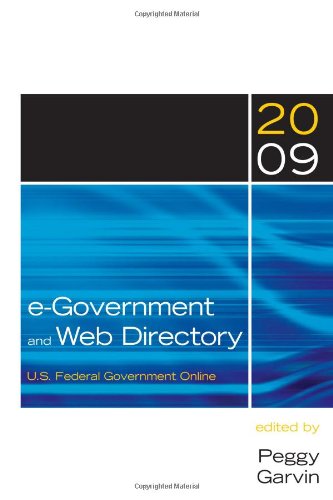 Copyrighted Material
20
09
e-Government
and Web Directory
U.S. Federal Government Online
edited by
Peggy
Garvin
Copyrighted Material